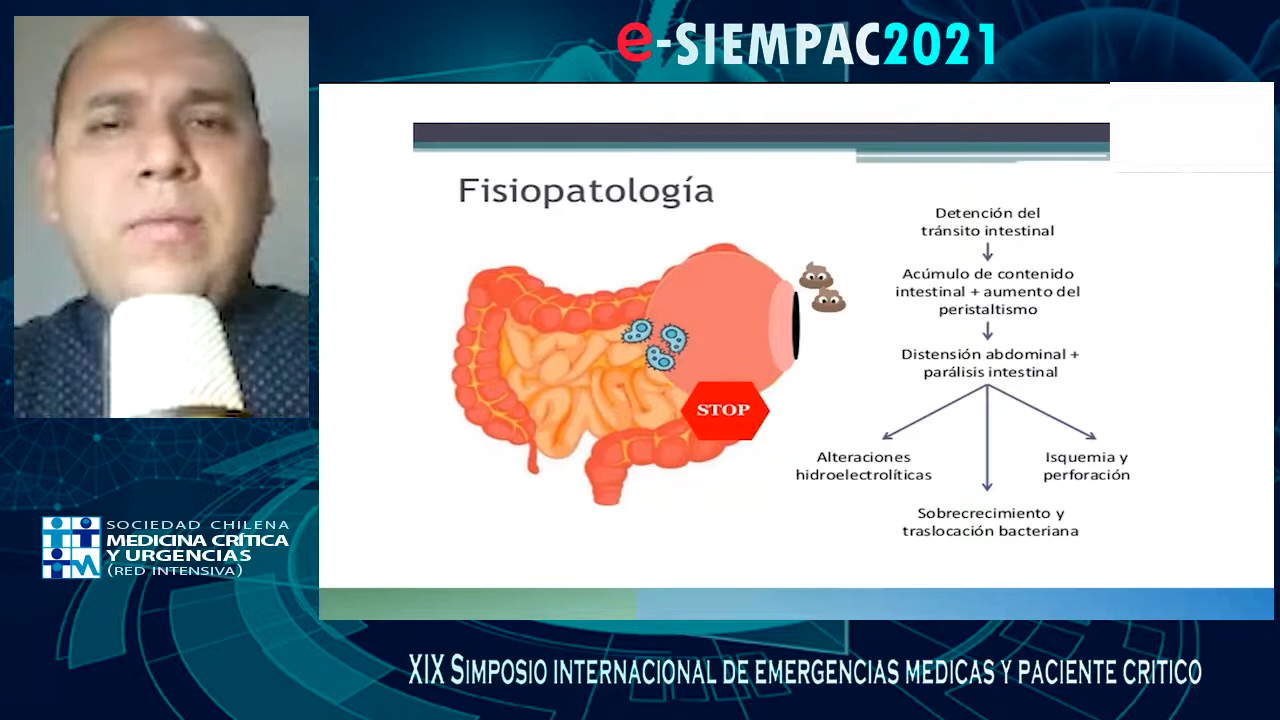 e-SIEMPAC2021
Fisiopatología
Detención del
tránsito intestinal
Acúmulo de contenido
intestinal + aumento del
peristaltismo
Distensión abdominal +
parálisis intestinal
STOP
Alteraciones
hidroelectrolíticas
Isquemia y
perforación
Sobrecrecimiento y
traslocación bacteriana
SOCIEDAD CHILENA
MEDICINA CRÍTICA
Y URGENCIAS
(RED INTENSIVA)
XIX SIMPOSIO INTERNACIONAL DE EMERGENCIAS MEDICAS Y PACIENTE CRITICO